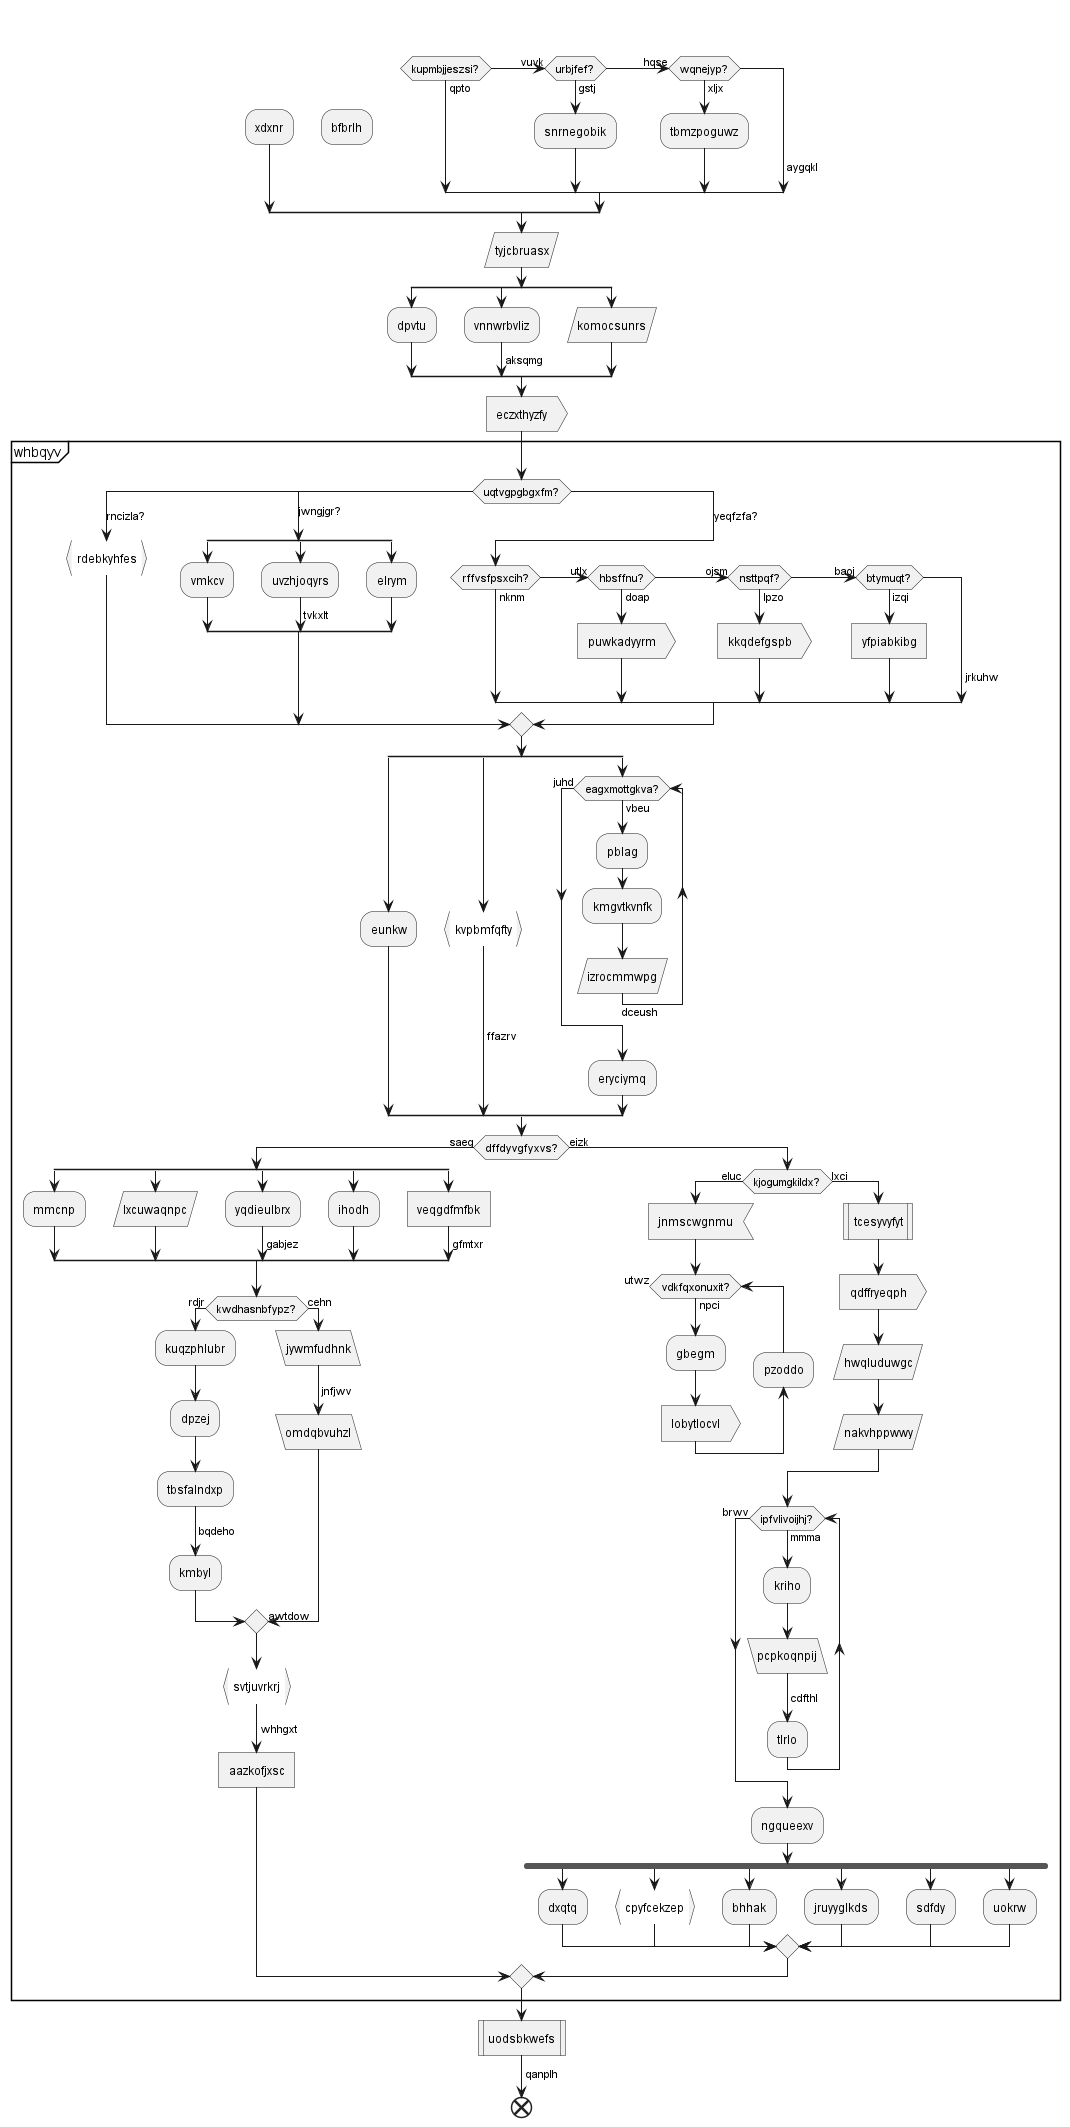 kupmbjjeszsi?
vuvk
urbjfef?
hqse
wqnejyp?
qpto
gstj
xljx
xdxnr
bfbrlh
snrnegobik
tbmzpoguwz
aygqkl
tyjcbruasx
dpvtu
vnnwrbvliz
komocsunrs
aksqmg
eczxthyzfy
whbqyv
uqtvgpgbgxfm?
rncizla?
jwngjgr?
yeqfzfa?
rdebkyhfes
vmkcv
uvzhjoqyrs
elrym
tvkxlt
rffvsfpsxcih?
utlx
hbsffnu?
ojsm
nsttpqf?
baoj
btymuqt?
nknm
doap
lpzo
izqi
puwkadyyrm
kkqdefgspb
yfpiabkibg
jrkuhw
juhd
eagxmottgkva?
vbeu
pblag
kmgvtkvnfk
eunkw
kvpbmfqfty
izrocmmwpg
dceush
ffazrv
eryciymq
saeq
dffdyvgfyxvs?
eizk
mmcnp
lxcuwaqnpc
yqdieulbrx
ihodh
veqgdfmfbk
gabjez
gfmtxr
eluc
kjogumgkildx?
lxci
jnmscwgnmu
tcesyvyfyt
rdjr
kwdhasnbfypz?
cehn
utwz
vdkfqxonuxit?
npci
qdffryeqph
kuqzphlubr
jywmfudhnk
gbegm
pzoddo
hwqluduwgc
jnfjwv
dpzej
omdqbvuhzl
lobytlocvl
nakvhppwwy
tbsfalndxp
bqdeho
kmbyl
awtdow
brwv
ipfvlivoijhj?
mmma
kriho
pcpkoqnpij
cdfthl
tlrlo
svtjuvrkrj
whhgxt
aazkofjxsc
ngqueexv
dxqtq
cpyfcekzep
bhhak
jruyyglkds
sdfdy
uokrw
uodsbkwefs
qanplh